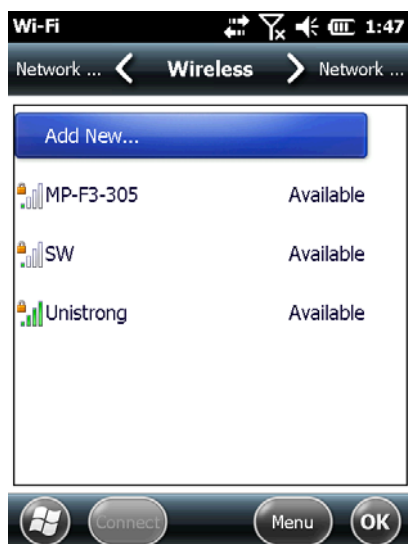 Wi-Fi 1:47
Network ... Wireless Network ...
Add New...
MP-F3-305 Available
SW Available
Unistrong Available
Connect Menu OK